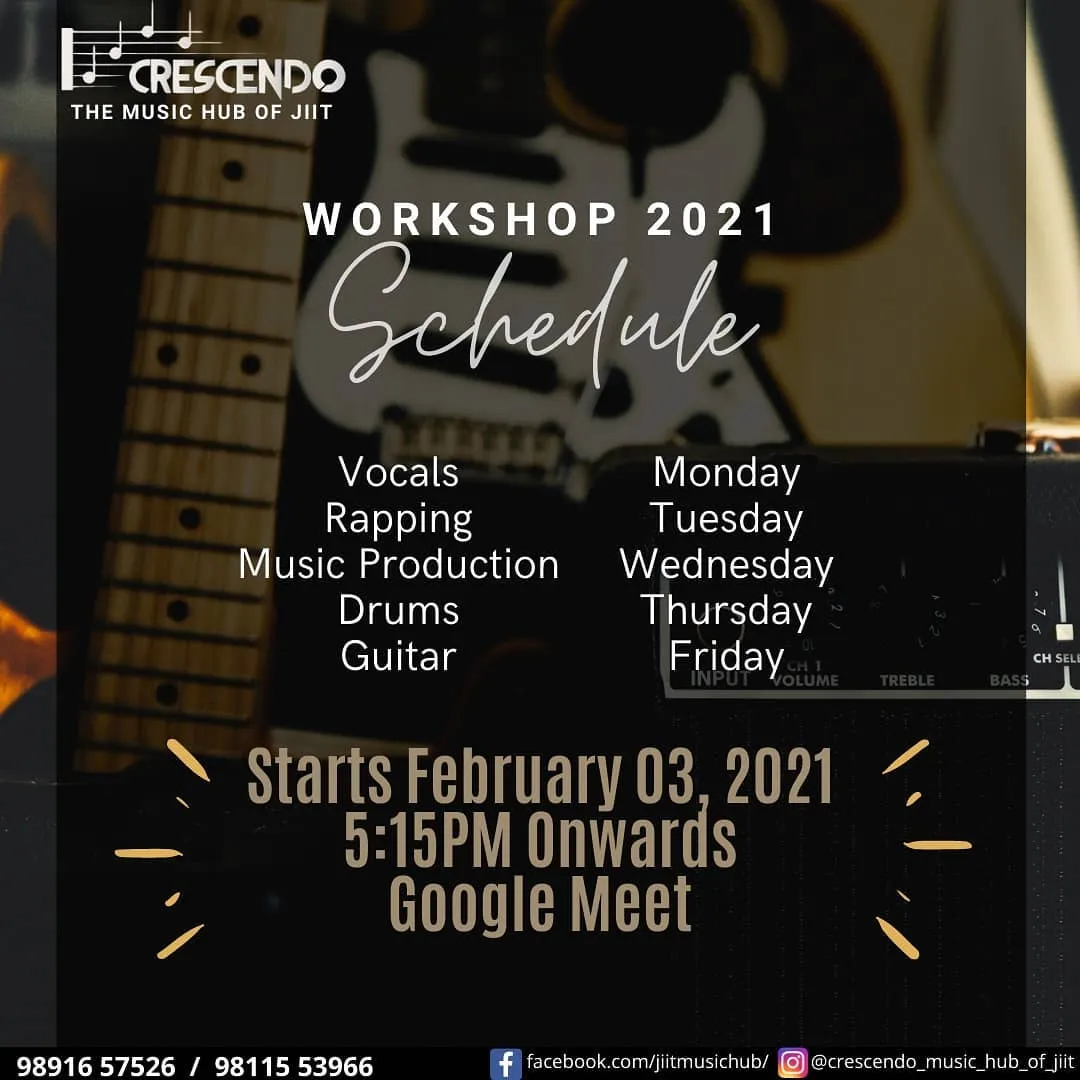 CRESCENDO
THE MUSIC HUB OF JIIT
WORKSHOP 2021
Schedule
Vocals Monday
Rapping Tuesday
Music Production Wednesday
Drums Thursday
Guitar Friday
INPUT CH 1 VOLUME TREBLE BASS
Starts February 03, 2021
5:15PM Onwards
Google Meet
98916 57526 / 98115 53966 facebook.com/jiitmusichub/ @crescendo_music_hub_of_jiit